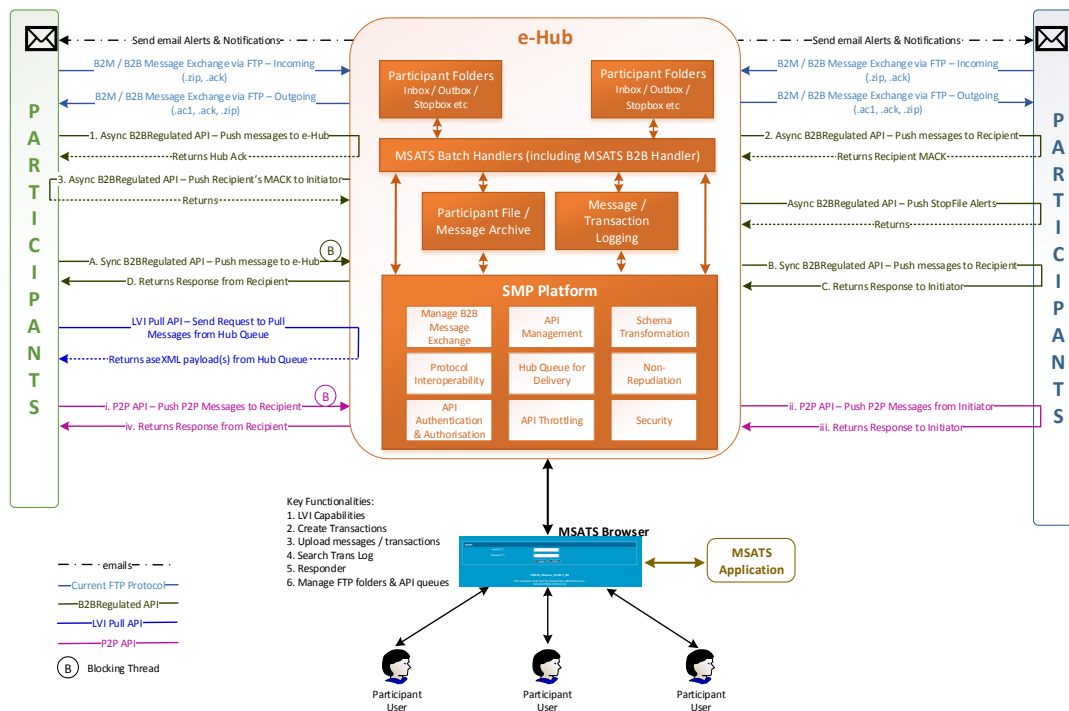 e-Hub
PARTICIPANTS
Send email Alerts & Notifications
B2M / B2B Message Exchange via FTP – Incoming
(.zip, .ack)
B2M / B2B Message Exchange via FTP – Outgoing
(.ac1, .ack, .zip)
1. Async B2BRegulated API – Push messages to e-Hub
Returns Hub Ack
3. Async B2BRegulated API – Push Recipient's MACK to Initiator
Returns
B
A. Sync B2BRegulated API – Push message to e-Hub
D. Returns Response from Recipient
LVI Pull API – Send Request to Pull
Messages from Hub Queue
Returns aseXML payload(s) from Hub Queue
B
i. P2P API – Push P2P Messages to Recipient
iv. Returns Response from Recipient
Participant Folders
Inbox / Outbox /
Stopbox etc
Participant Folders
Inbox / Outbox /
Stopbox etc
MSATS Batch Handlers (including MSATS B2B Handler)
Participant File /
Message Archive
Message /
Transaction
Logging
SMP Platform
Manage B2B
Message
Exchange
API
Management
Schema
Transformation
Protocol
Interoperability
Hub Queue for
Delivery
Non-
Repudiation
API
Authentication
& Authorisation
API Throttling
Security
Send email Alerts & Notifications
B2M / B2B Message Exchange via FTP – Incoming
(.zip, .ack)
B2M / B2B Message Exchange via FTP – Outgoing
(.ac1, .ack, .zip)
2. Async B2BRegulated API – Push messages to Recipient
Returns Recipient MACK
Async B2BRegulated API – Push StopFile Alerts
Returns
B. Sync B2BRegulated API – Push messages to Recipient
C. Returns Response to Initiator
ii. P2P API – Push P2P Messages from Initiator
iii. Returns Response to Initiator
PARTICIPANTS
Key Functionalities:
1. LVI Capabilities
2. Create Transactions
3. Upload messages / transactions
4. Search Trans Log
5. Responder
6. Manage FTP folders & API queues
MSATS Browser
MSATS
Application
emails
Current FTP Protocol
B2BRegulated API
LVI Pull API
P2P API
B
Blocking Thread
Participant
User
Participant
User
Participant
User